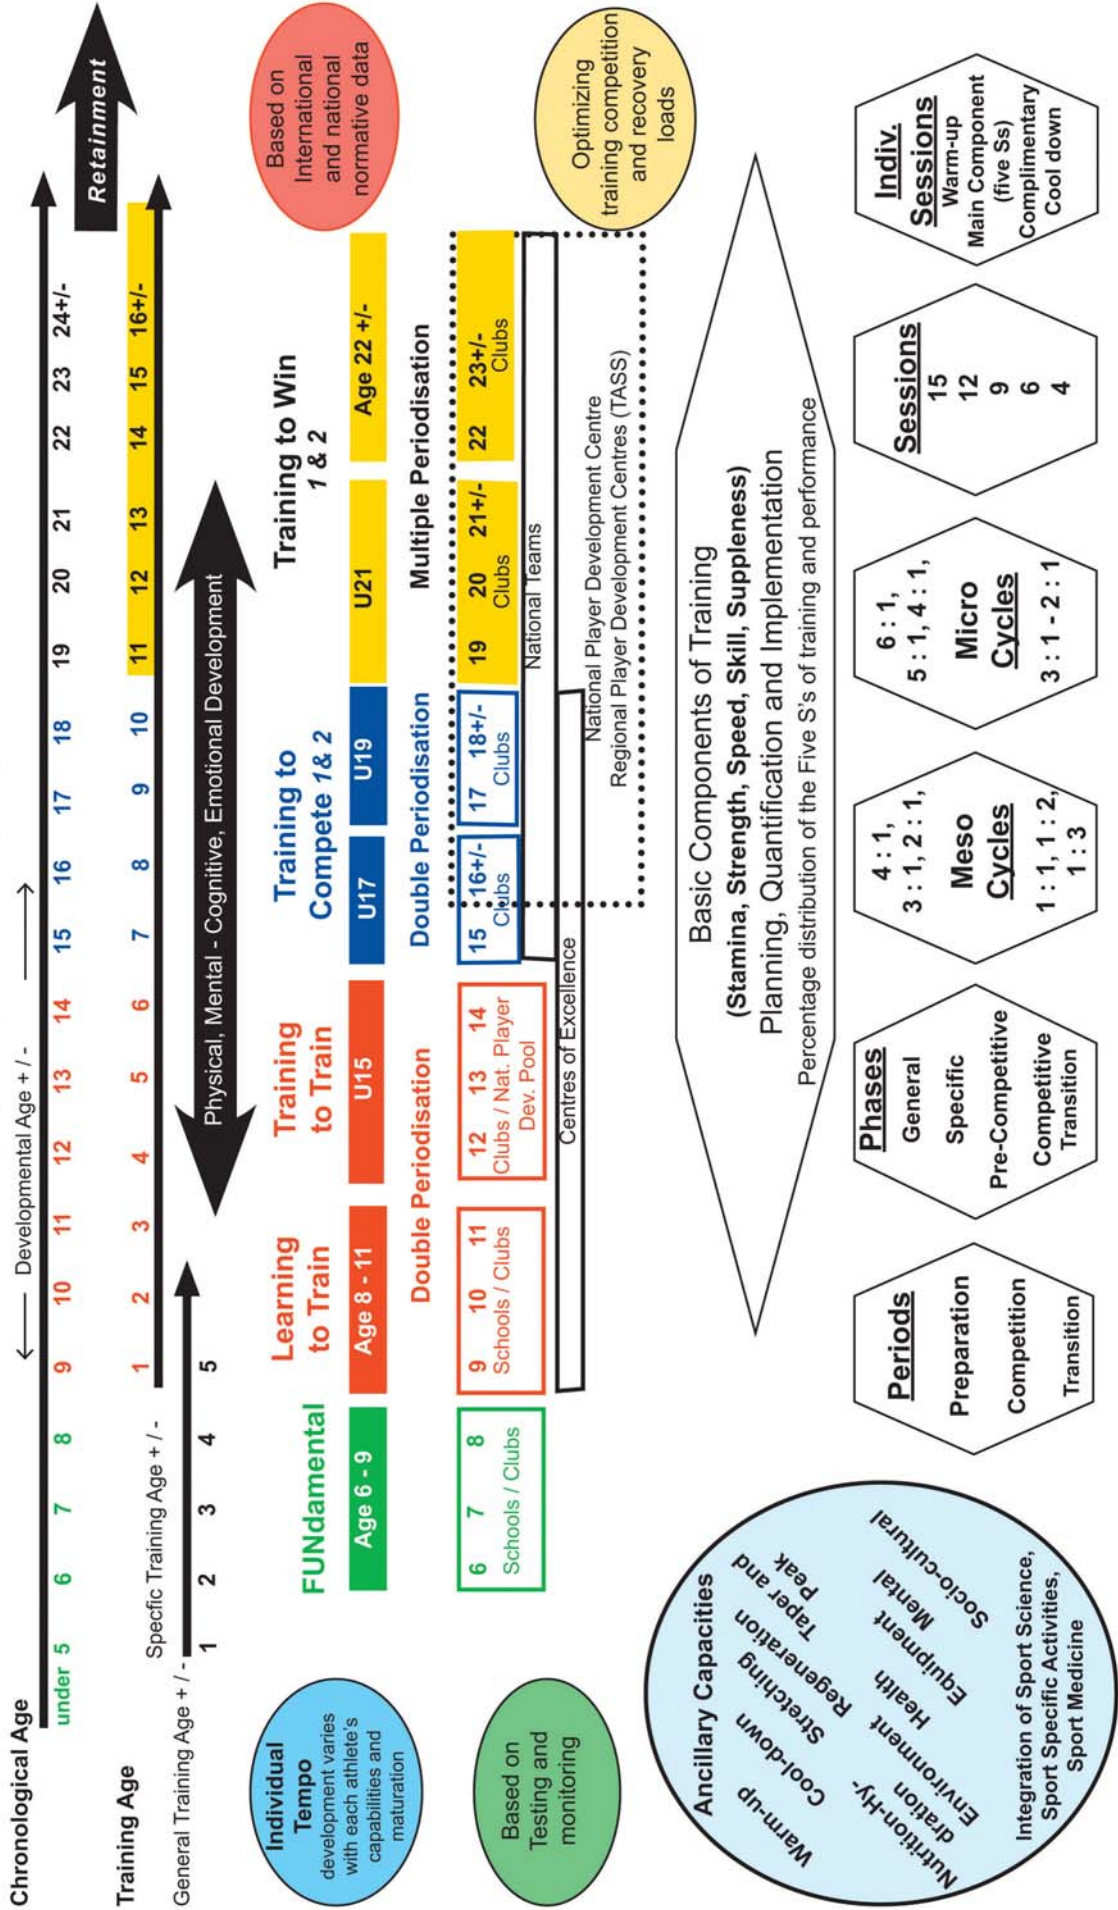 Chronological Age
← Developmental Age + / - →
under 5 6 7 8 9 10 11 12 13 14 15 16 17 18 19 20 21 22 23 24+/-
Retainment
Training Age
Specfic Training Age + / -
1 2 3 4 5 6 7 8 9 10 11 12 13 14 15 16+/-
General Training Age + / -
1 2 3 4 5
Physical, Mental - Cognitive, Emotional Development
Individual
Tempo
development varies
with each athlete's
capabilities and
maturation
FUNdamental
Age 6 - 9
Learning
to Train
Age 8 - 11
Training
to Train
U15
Training to
Compete 1& 2
U17
U19
Training to Win
1 & 2
U21
Age 22 +/-
Based on
International
and national
normative data
Double Periodisation
Double Periodisation
Multiple Periodisation
Based on
Testing and
monitoring
6 7 8
Schools / Clubs
9 10 11
Schools / Clubs
12 13 14
Clubs / Nat. Player
Dev. Pool
15 16+/-
Clubs
17 18+/-
Clubs
19 20 21+/-
Clubs
22 23+/-
Clubs
National Teams
Centres of Excellence
National Player Development Centre
Regional Player Development Centres (TASS)
Optimizing
training competition
and recovery
loads
Ancillary Capacities
Warm-up
Cool-down
Stretching
Regeneration
Taper and
Peak
Nutrition-Hy-
dration
Environment
Health
Equipment
Mental
Socio-cultural
Integration of Sport Science,
Sport Specific Activities,
Sport Medicine
Basic Components of Training
(Stamina, Strength, Speed, Skill, Suppleness)
Planning, Quantification and Implementation
Percentage distribution of the Five S's of training and performance
Periods
Preparation
Competition
Transition
Phases
General
Specific
Pre-Competitive
Competitive
Transition
4 : 1,
3 : 1, 2 : 1,
Meso
Cycles
1 : 1, 1 : 2,
1 : 3
6 : 1,
5 : 1, 4 : 1,
Micro
Cycles
3 : 1 - 2 : 1
Sessions
15
12
9
6
4
Indiv.
Sessions
Warm-up
Main Component
(five Ss)
Complimentary
Cool down